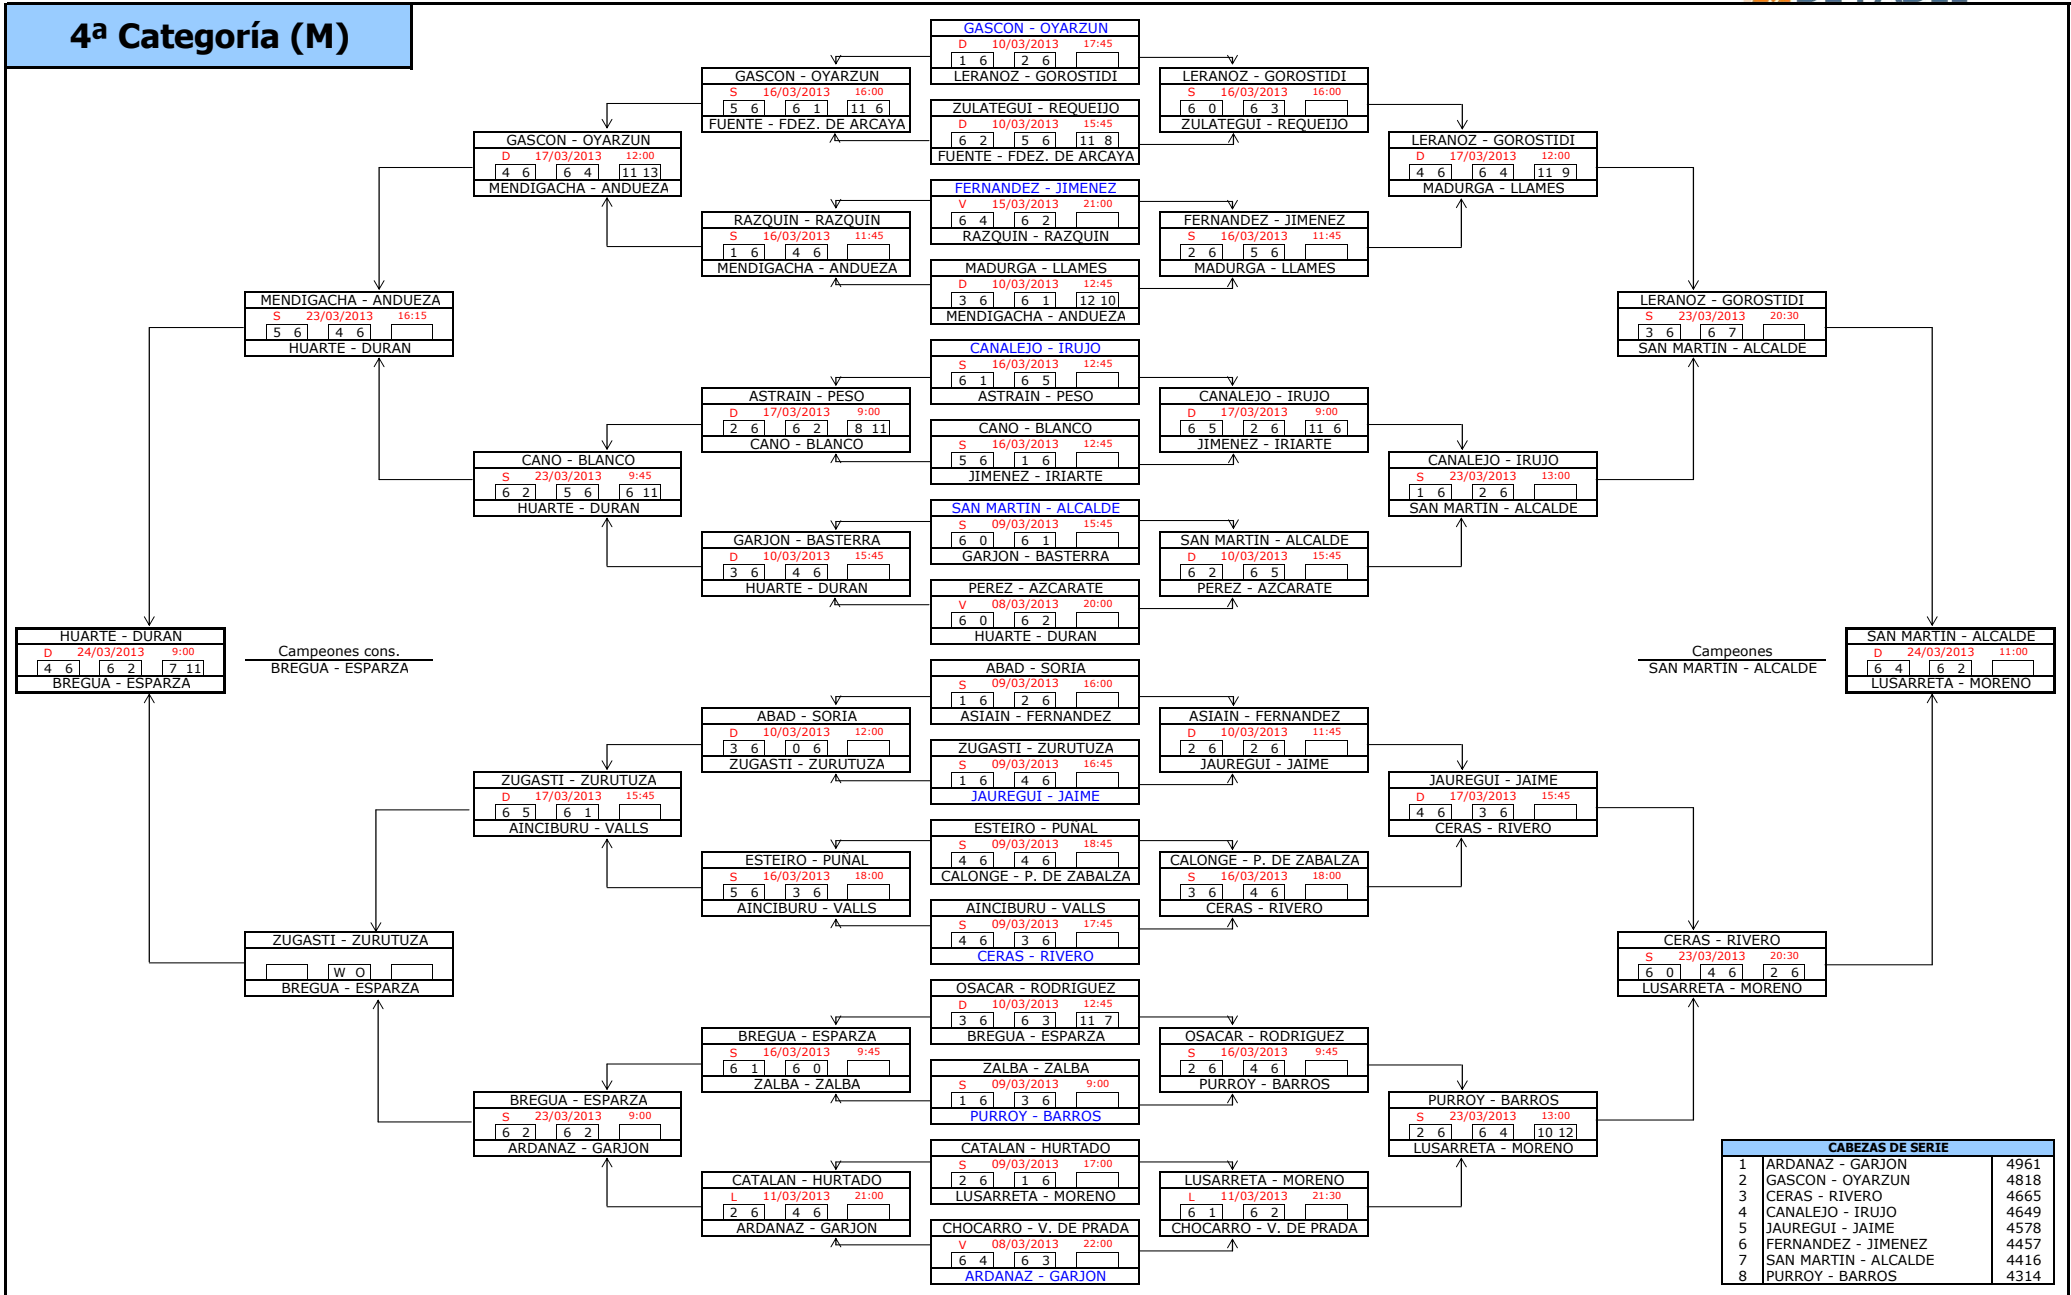 4ª Categoría (M)
GASCON - OYARZUN
D 10/03/2013 17:45
1 6 2 6
LERANOZ - GOROSTIDI
ZULATEGUI - REQUEIJO
D 10/03/2013 15:45
6 2 5 6 11 8
FUENTE - FDEZ. DE ARCAYA
FERNANDEZ - JIMENEZ
V 15/03/2013 21:00
6 4 6 2
RAZQUIN - RAZQUIN
MADURGA - LLAMES
D 10/03/2013 12:45
3 6 6 1 12 10
MENDIGACHA - ANDUEZA
CANALEJO - IRUJO
S 16/03/2013 12:45
6 1 6 5
ASTRAIN - PESO
CANO - BLANCO
S 16/03/2013 12:45
5 6 1 6
JIMENEZ - IRIARTE
SAN MARTIN - ALCALDE
S 09/03/2013 15:45
6 0 6 1
GARJON - BASTERRA
PEREZ - AZCARATE
V 08/03/2013 20:00
6 0 6 2
HUARTE - DURAN
ABAD - SORIA
S 09/03/2013 16:00
1 6 2 6
ASIAIN - FERNANDEZ
ZUGASTI - ZURUTUZA
S 09/03/2013 16:45
1 6 4 6
JAUREGUI - JAIME
ESTEIRO - PUÑAL
S 09/03/2013 18:45
4 6 4 6
CALONGE - P. DE ZABALZA
AINCIBURU - VALLS
S 09/03/2013 17:45
4 6 3 6
CERAS - RIVERO
OSACAR - RODRIGUEZ
D 10/03/2013 12:45
3 6 6 3 11 7
BREGUA - ESPARZA
ZALBA - ZALBA
S 09/03/2013 9:00
1 6 3 6
PURROY - BARROS
CATALAN - HURTADO
S 09/03/2013 17:00
2 6 1 6
LUSARRETA - MORENO
CHOCARRO - V. DE PRADA
V 08/03/2013 22:00
6 4 6 3
ARDANAZ - GARJON
GASCON - OYARZUN
S 16/03/2013 16:00
5 6 6 1 11 6
FUENTE - FDEZ. DE ARCAYA
RAZQUIN - RAZQUIN
S 16/03/2013 11:45
1 6 4 6
MENDIGACHA - ANDUEZA
ASTRAIN - PESO
D 17/03/2013 9:00
2 6 6 2 8 11
CANO - BLANCO
GARJON - BASTERRA
D 10/03/2013 15:45
3 6 4 6
HUARTE - DURAN
ABAD - SORIA
D 10/03/2013 12:00
3 6 0 6
ZUGASTI - ZURUTUZA
ESTEIRO - PUÑAL
S 16/03/2013 18:00
5 6 3 6
AINCIBURU - VALLS
BREGUA - ESPARZA
S 16/03/2013 9:45
6 1 6 0
ZALBA - ZALBA
CATALAN - HURTADO
L 11/03/2013 21:00
2 6 4 6
ARDANAZ - GARJON
GASCON - OYARZUN
D 17/03/2013 12:00
4 6 6 4 11 13
MENDIGACHA - ANDUEZA
CANO - BLANCO
S 23/03/2013 9:45
6 2 5 6 6 11
HUARTE - DURAN
ZUGASTI - ZURUTUZA
D 17/03/2013 15:45
6 5 6 1
AINCIBURU - VALLS
BREGUA - ESPARZA
S 23/03/2013 9:00
6 2 6 2
ARDANAZ - GARJON
MENDIGACHA - ANDUEZA
S 23/03/2013 16:15
5 6 4 6
HUARTE - DURAN
ZUGASTI - ZURUTUZA
W O
BREGUA - ESPARZA
HUARTE - DURAN
D 24/03/2013 9:00
4 6 6 2 7 11
BREGUA - ESPARZA
Campeones cons.
BREGUA - ESPARZA
LERANOZ - GOROSTIDI
S 16/03/2013 16:00
6 0 6 3
ZULATEGUI - REQUEIJO
FERNANDEZ - JIMENEZ
S 16/03/2013 11:45
2 6 5 6
MADURGA - LLAMES
CANALEJO - IRUJO
D 17/03/2013 9:00
6 5 2 6 11 6
JIMENEZ - IRIARTE
SAN MARTIN - ALCALDE
D 10/03/2013 15:45
6 2 6 5
PEREZ - AZCARATE
ASIAIN - FERNANDEZ
D 10/03/2013 11:45
2 6 2 6
JAUREGUI - JAIME
CALONGE - P. DE ZABALZA
S 16/03/2013 18:00
3 6 4 6
CERAS - RIVERO
OSACAR - RODRIGUEZ
S 16/03/2013 9:45
2 6 4 6
PURROY - BARROS
LUSARRETA - MORENO
L 11/03/2013 21:30
6 1 6 2
CHOCARRO - V. DE PRADA
LERANOZ - GOROSTIDI
D 17/03/2013 12:00
4 6 6 4 11 9
MADURGA - LLAMES
CANALEJO - IRUJO
S 23/03/2013 13:00
1 6 2 6
SAN MARTIN - ALCALDE
JAUREGUI - JAIME
D 17/03/2013 15:45
4 6 3 6
CERAS - RIVERO
PURROY - BARROS
S 23/03/2013 13:00
2 6 6 4 10 12
LUSARRETA - MORENO
LERANOZ - GOROSTIDI
S 23/03/2013 20:30
3 6 6 7
SAN MARTIN - ALCALDE
CERAS - RIVERO
S 23/03/2013 20:30
6 0 4 6 2 6
LUSARRETA - MORENO
Campeones
SAN MARTIN - ALCALDE
SAN MARTIN - ALCALDE
D 24/03/2013 11:00
6 4 6 2
LUSARRETA - MORENO
CABEZAS DE SERIE
1 ARDANAZ - GARJON 4961
2 GASCON - OYARZUN 4818
3 CERAS - RIVERO 4665
4 CANALEJO - IRUJO 4649
5 JAUREGUI - JAIME 4578
6 FERNANDEZ - JIMENEZ 4457
7 SAN MARTIN - ALCALDE 4416
8 PURROY - BARROS 4314